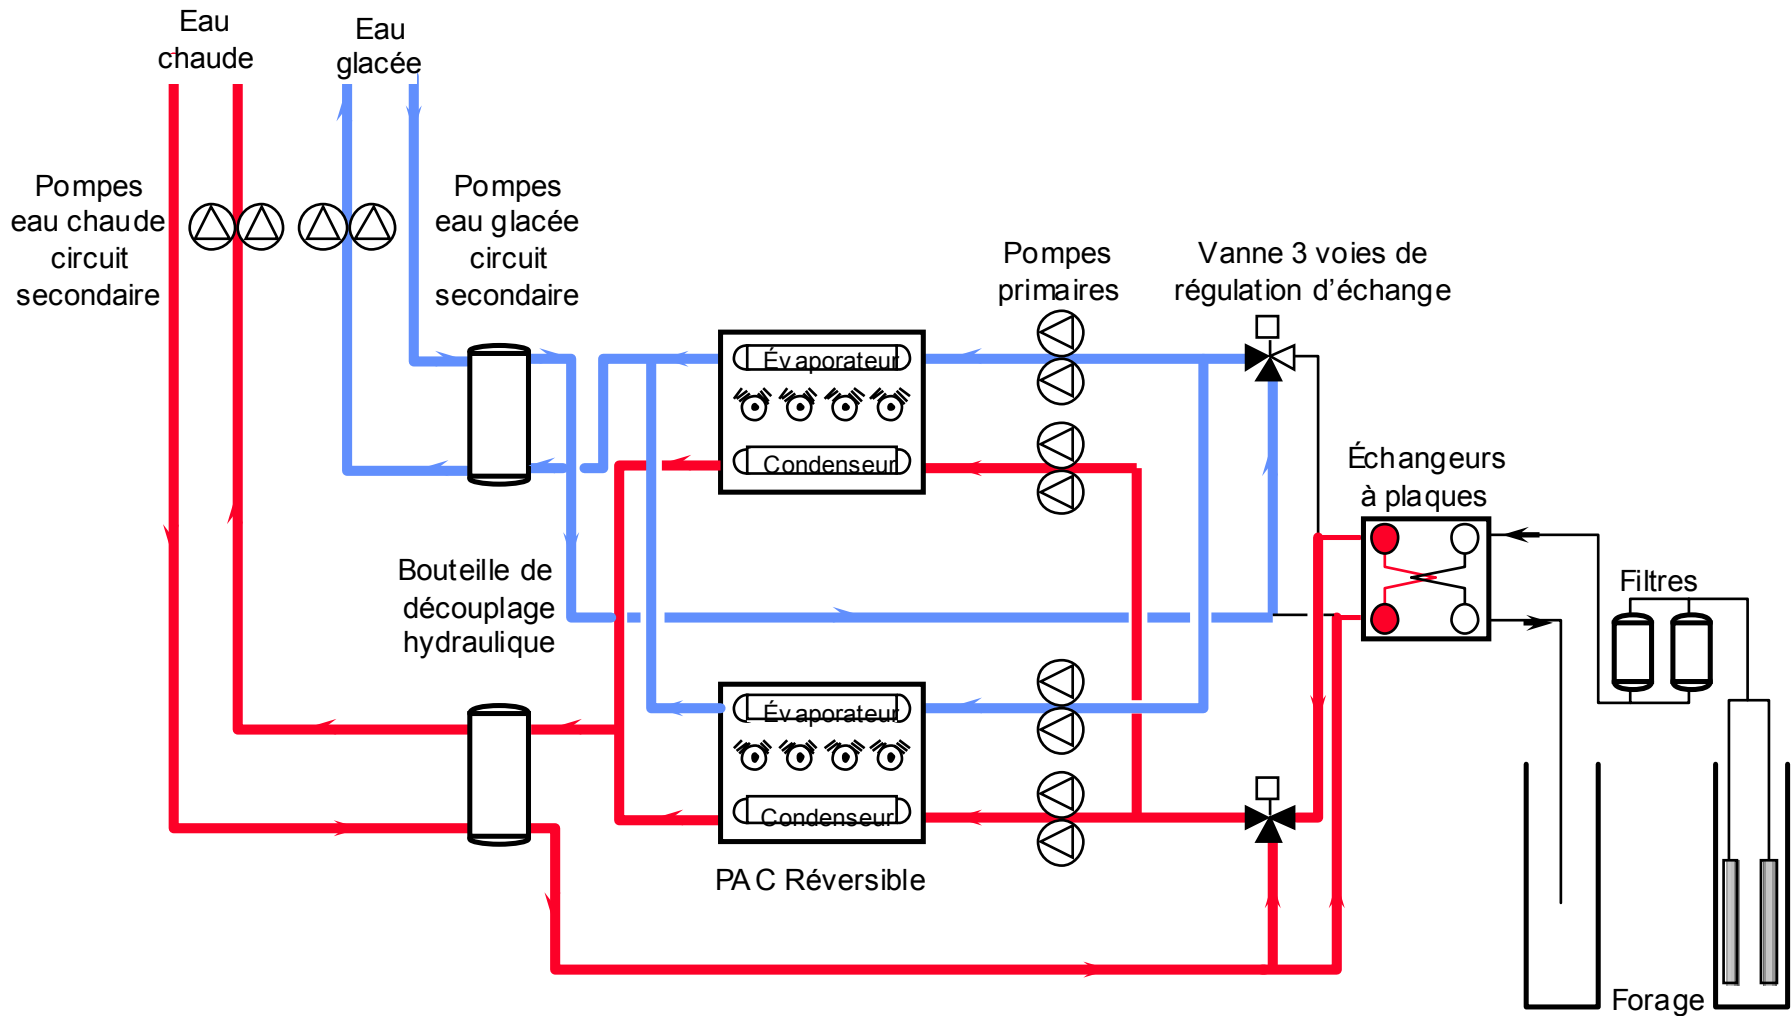 Eau
chaude
Eau
glacée
Pompes
eau chaude
circuit
secondaire
Pompes
eau glacée
circuit
secondaire
Pompes
primaires
Vanne 3 voies de
régulation d'échange
Évaporateur
Condenseur
Échangeurs
à plaques
Bouteille de
découplage
hydraulique
Filtres
Évaporateur
Condenseur
PAC Réversible
Forage